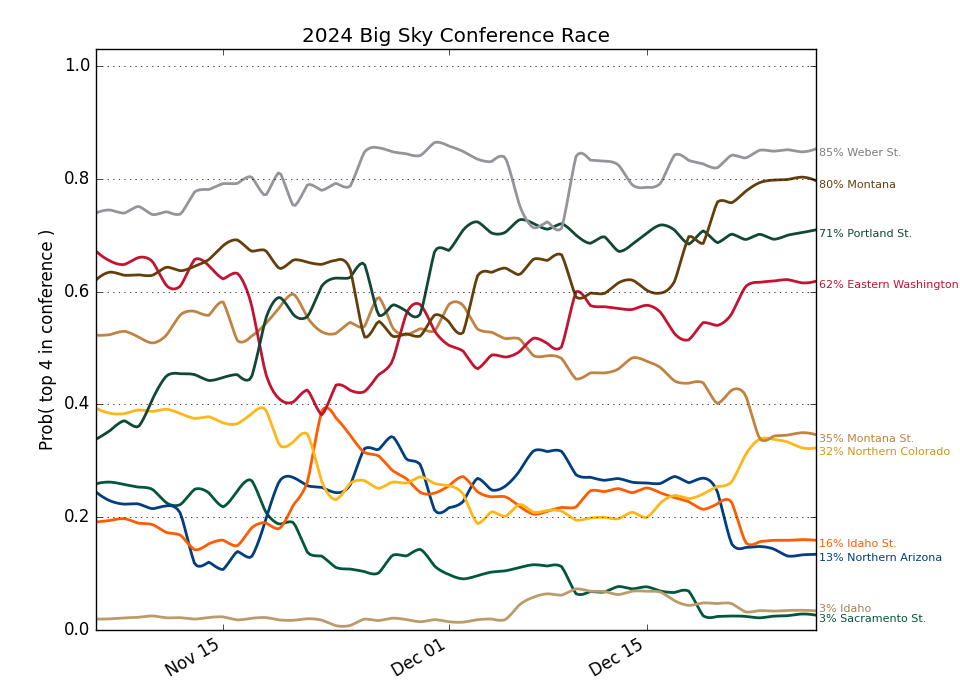 2024 Big Sky Conference Race
Prob( top 4 in conference )
1.0
0.8
0.6
0.4
0.2
0.0
Nov 15
Dec 01
Dec 15
85% Weber St.
80% Montana
71% Portland St.
62% Eastern Washington
35% Montana St.
32% Northern Colorado
16% Idaho St.
13% Northern Arizona
3% Idaho
3% Sacramento St.